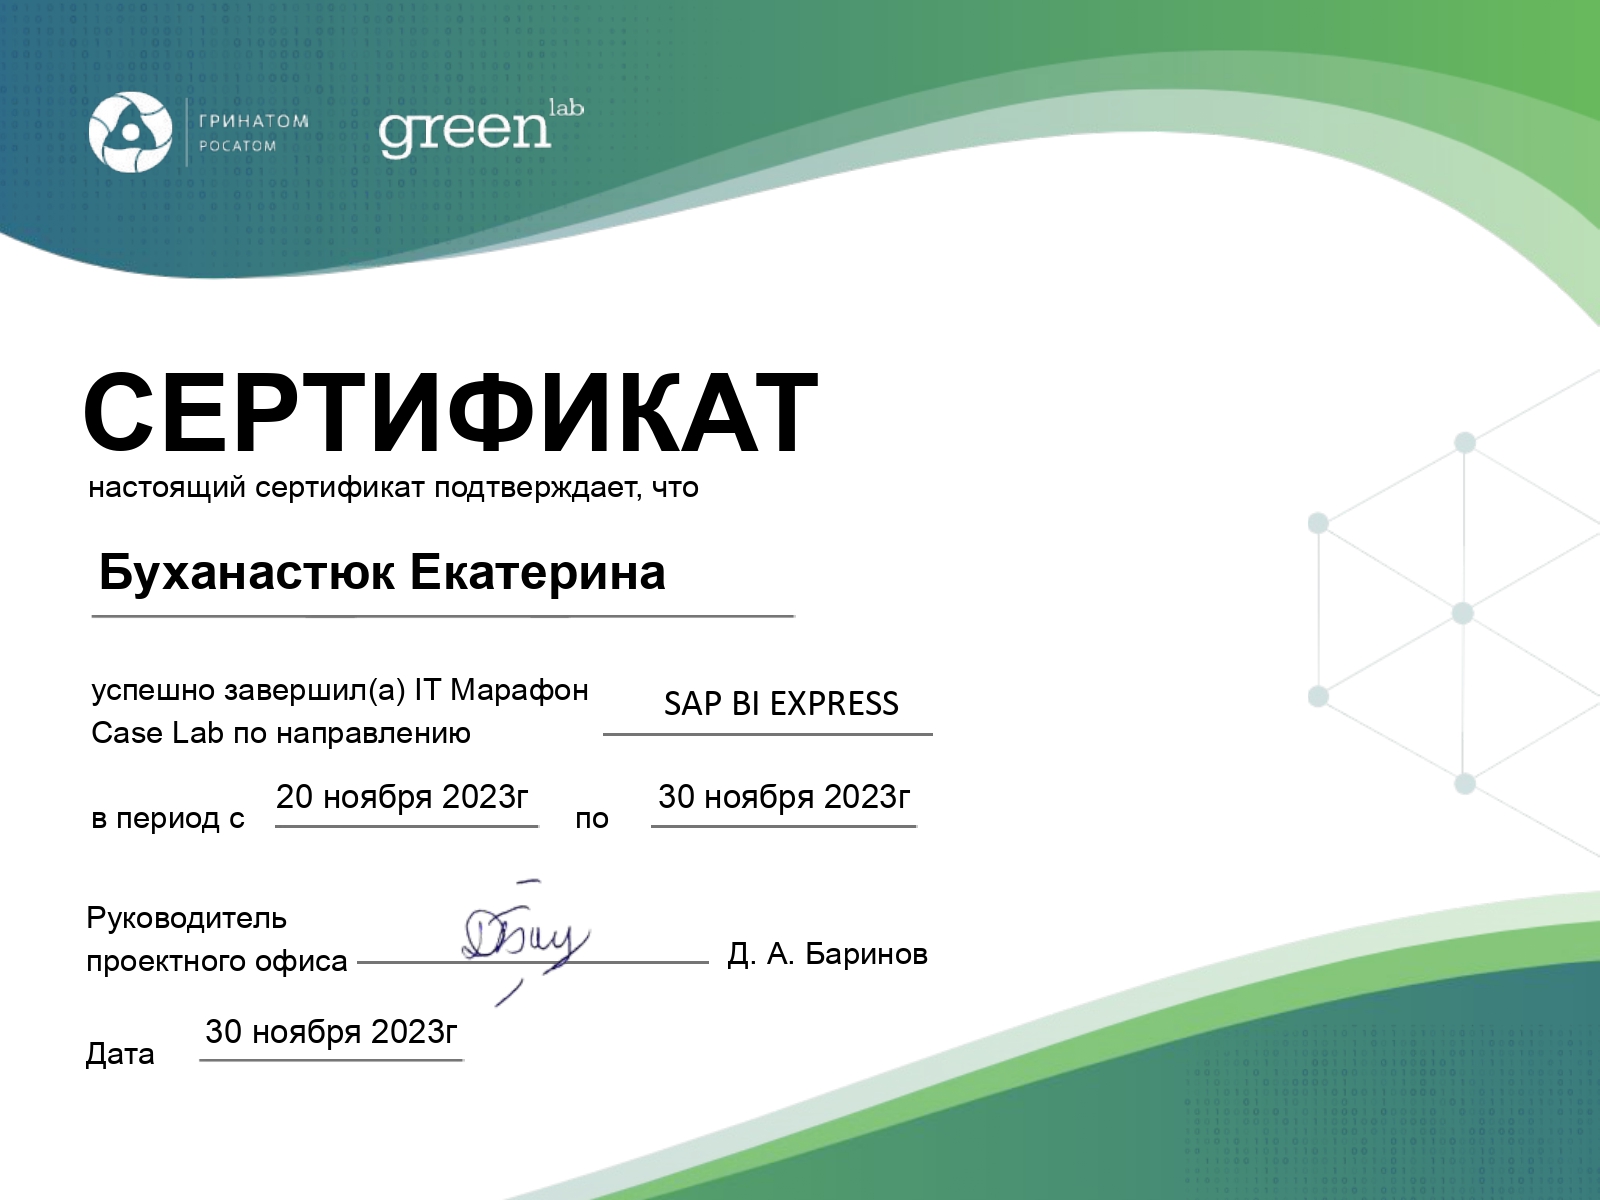 ГРИНАТОМ
РОСАТОМ
green lab
СЕРТИФИКАТ
настоящий сертификат подтверждает, что
Буханастюк Екатерина
успешно завершил(а) IT Марафон
Case Lab по направлению
SAP BI EXPRESS
в период с 20 ноября 2023г по 30 ноября 2023г
Руководитель
проектного офиса
Д. А. Баринов
Дата 30 ноября 2023г